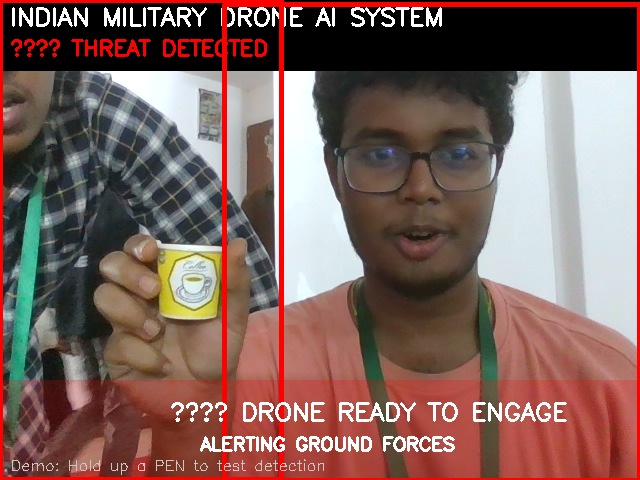 INDIAN MILITARY DRONE AI SYSTEM
???? THREAT DETECTED
Coffee
???? DRONE READY TO ENGAGE
ALERTING GROUND FORCES
Demo: Hold up a PEN to test detection